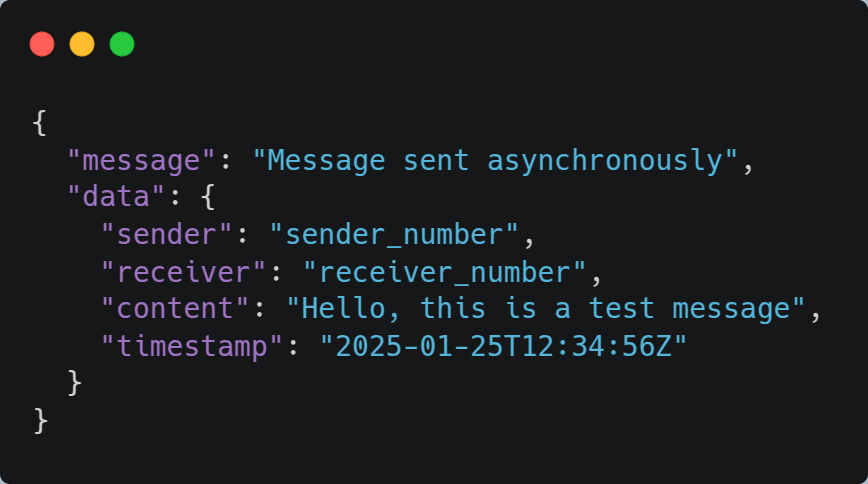 {
  "message": "Message sent asynchronously",
  "data": {
    "sender": "sender_number",
    "receiver": "receiver_number",
    "content": "Hello, this is a test message",
    "timestamp": "2025-01-25T12:34:56Z"
  }
}